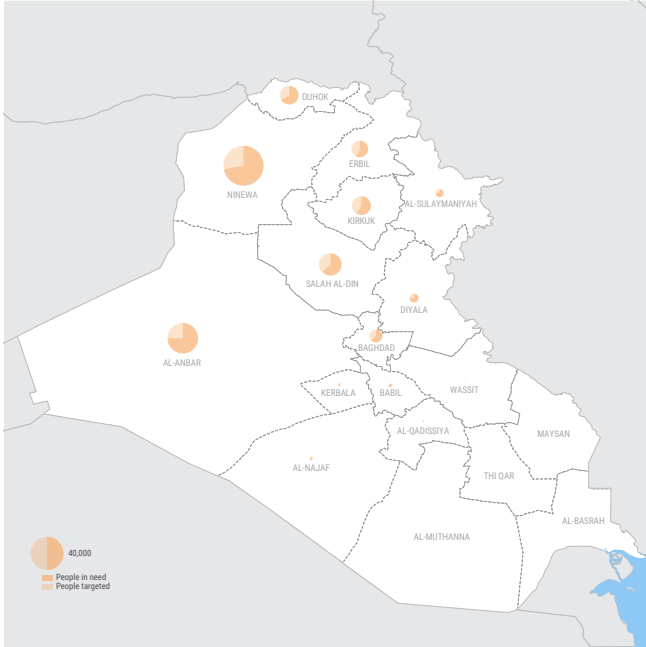 DUHOK
ERBIL
NINEWA
AL-SULAYMANIYAH
KIRKUK
SALAH AL-DIN
DIYALA
BAGHDAD
AL-ANBAR
KERBALA
BABIL
WASSIT
AL-QADISSIYA
MAYSAN
AL-NAJAF
THI QAR
AL-BASRAH
AL-MUTHANNA
40,000
People in need
People targeted